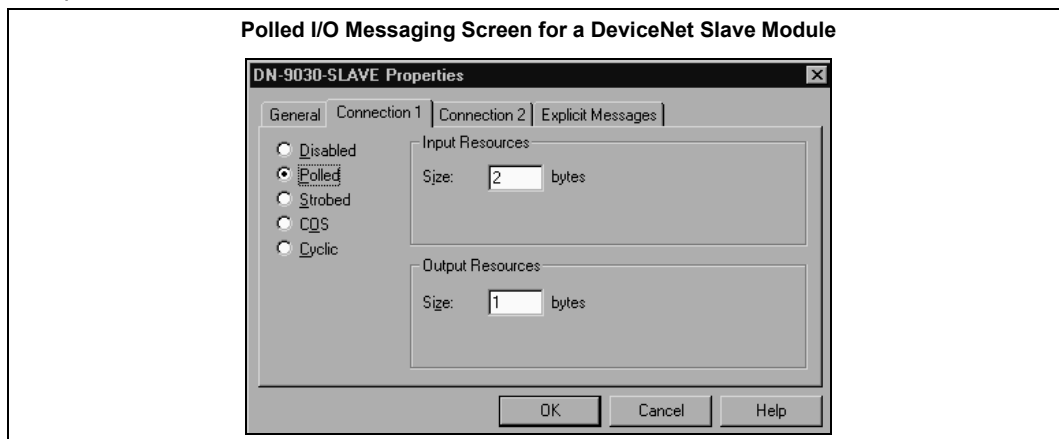 Polled I/O Messaging Screen for a DeviceNet Slave Module
DN-9030-SLAVE Properties
General Connection 1 Connection 2 Explicit Messages
Disabled
Polled
Strobed
COS
Cyclic
Input Resources
Size: 2 bytes
Output Resources
Size: 1 bytes
OK Cancel Help